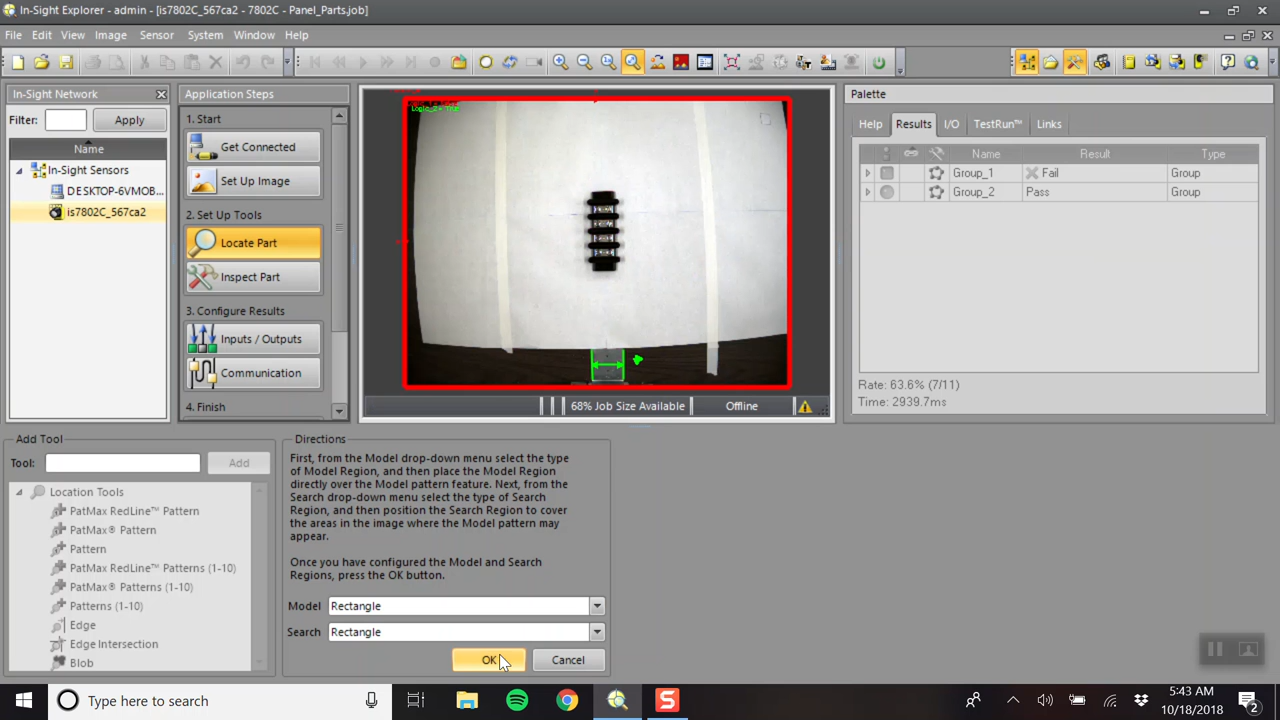 In-Sight Explorer - admin - [is7802C_567ca2 - 7802C - Panel_Parts.job]
File Edit View Image Sensor System Window Help
In-Sight Network
Filter: Apply
Name
In-Sight Sensors
DESKTOP-6VMOB...
is7802C_567ca2
Application Steps
1. Start
Get Connected
Set Up Image
2. Set Up Tools
Locate Part
Inspect Part
3. Configure Results
Inputs / Outputs
Communication
4. Finish
68% Job Size Available Offline
Palette
Help Results I/O TestRun™ Links
Name Result Type
Group_1 Fail Group
Group_2 Pass Group
Rate: 63.6% (7/11)
Time: 2939.7ms
Add Tool
Tool: Add
Location Tools
PatMax RedLine™ Pattern
PatMax® Pattern
Pattern
PatMax RedLine™ Patterns (1-10)
PatMax® Patterns (1-10)
Patterns (1-10)
Edge
Edge Intersection
Blob
Directions
First, from the Model drop-down menu select the type
of Model Region, and then place the Model Region
directly over the Model pattern feature. Next, from the
Search drop-down menu select the type of Search
Region, and then position the Search Region to cover
the areas in the image where the Model pattern may
appear.
Once you have configured the Model and Search
Regions, press the OK button.
Model Rectangle
Search Rectangle
OK Cancel
Type here to search
5:43 AM
10/18/2018
2